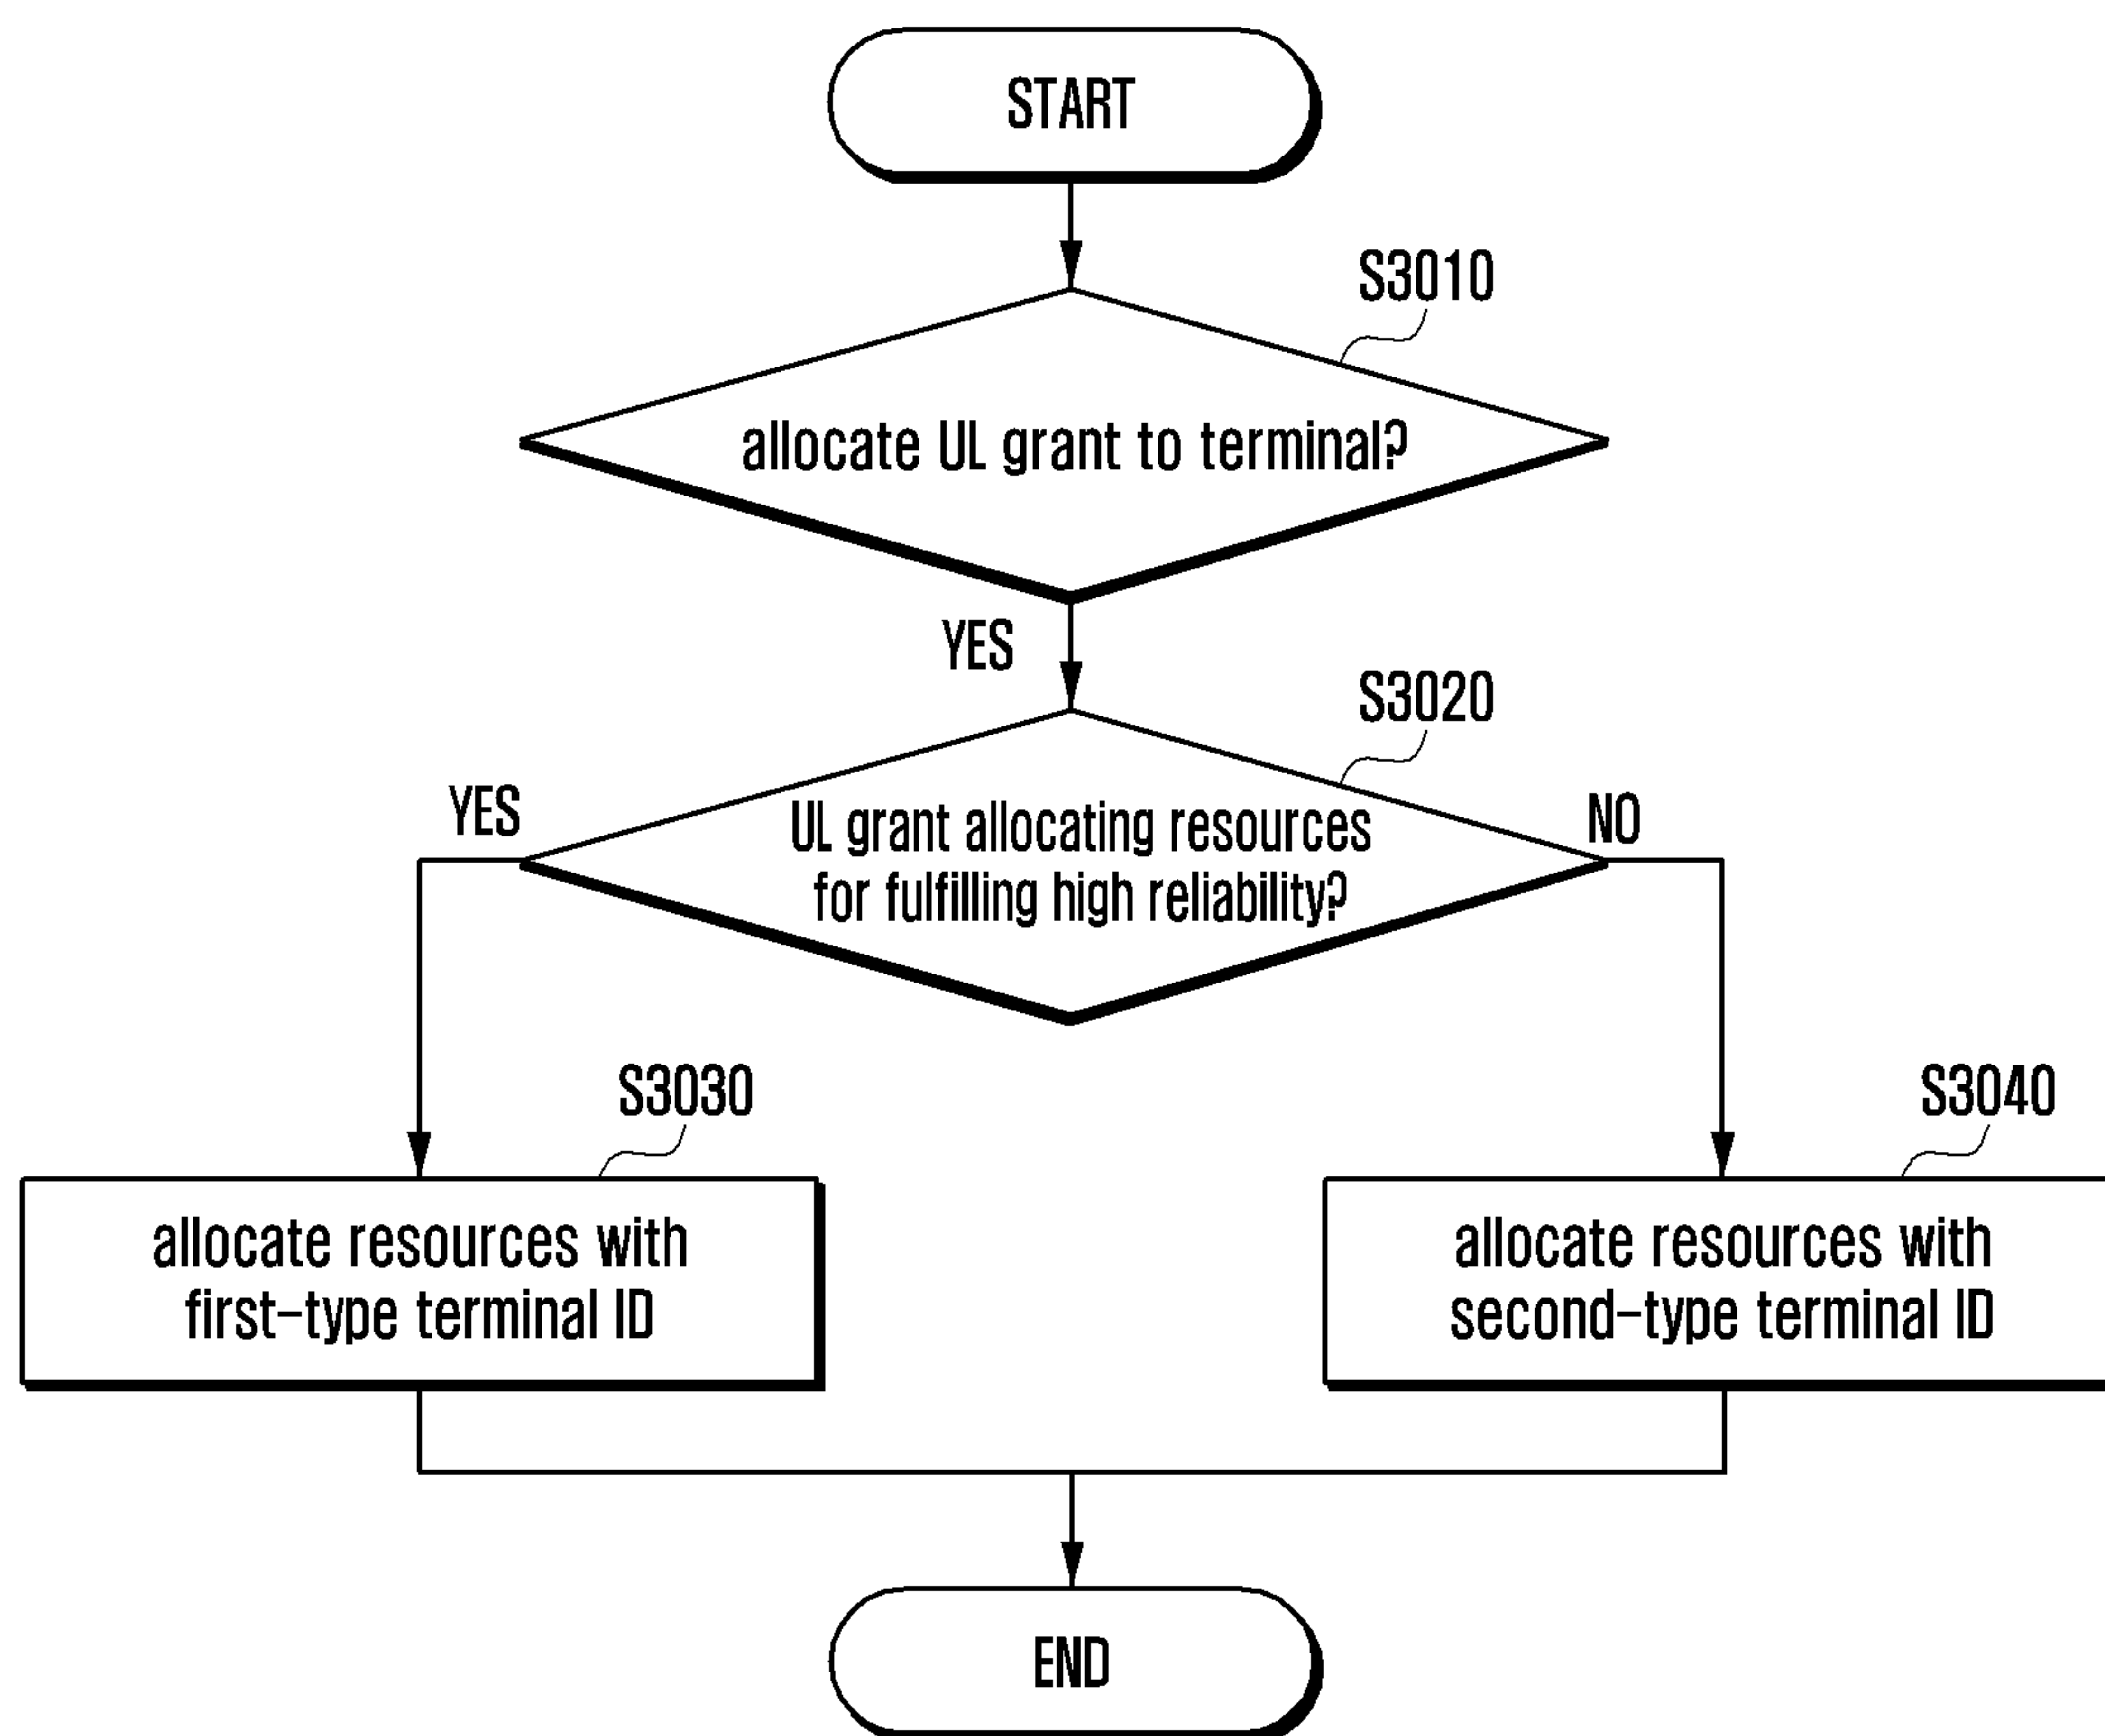 START
S3010
allocate UL grant to terminal?
YES
S3020
YES
NO
UL grant allocating resources
for fulfilling high reliability?
S3030
S3040
allocate resources with
first-type terminal ID
allocate resources with
second-type terminal ID
END